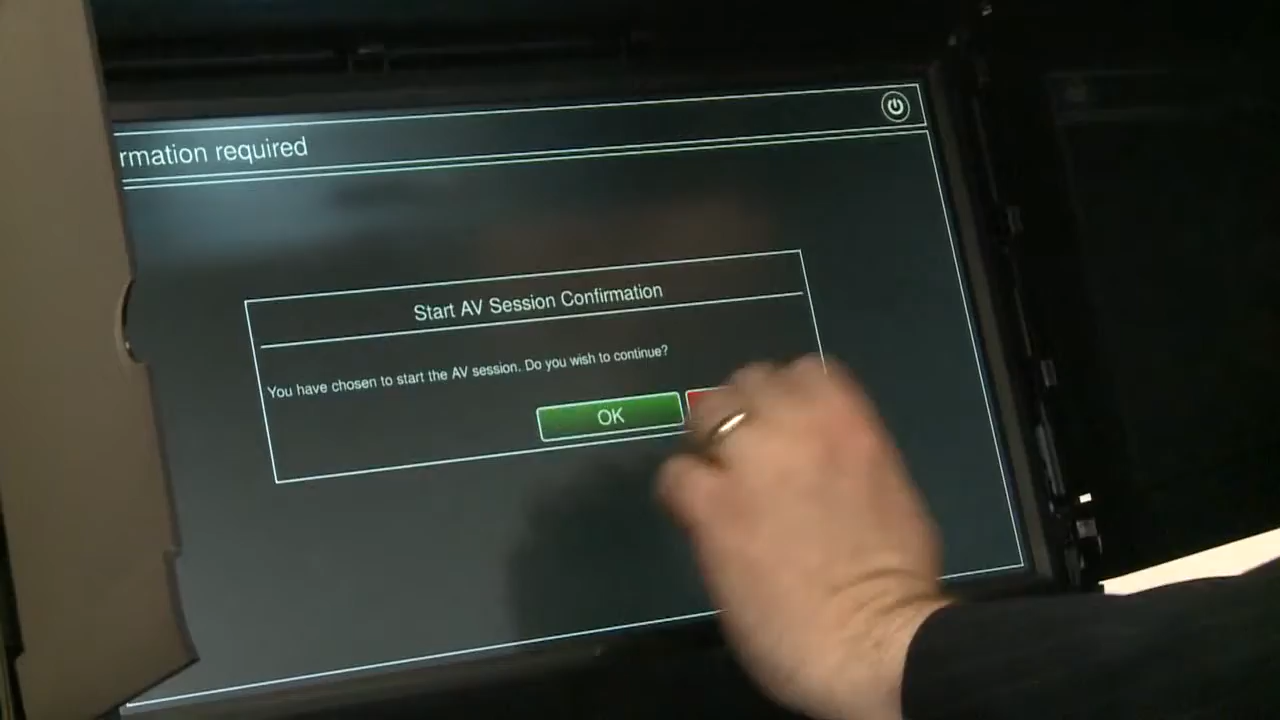 rmation required
Start AV Session Confirmation
You have chosen to start the AV session. Do you wish to continue?
OK